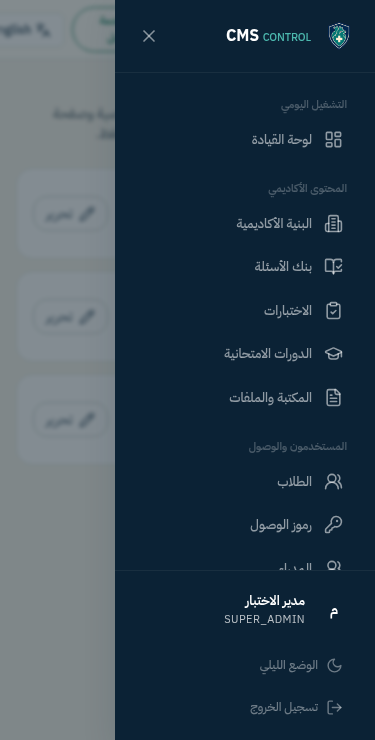 CMS CONTROL
التشغيل اليومي
لوحة القيادة
المحتوى الأكاديمي
البنية الأكاديمية
بنك الأسئلة
الاختبارات
الدورات الامتحانية
المكتبة والملفات
المستخدمون والوصول
الطلاب
رموز الوصول
المدراء
م
مدير الاختبار
SUPER_ADMIN
الوضع الليلي
تسجيل الخروج
تحرير
تحرير
تحرير